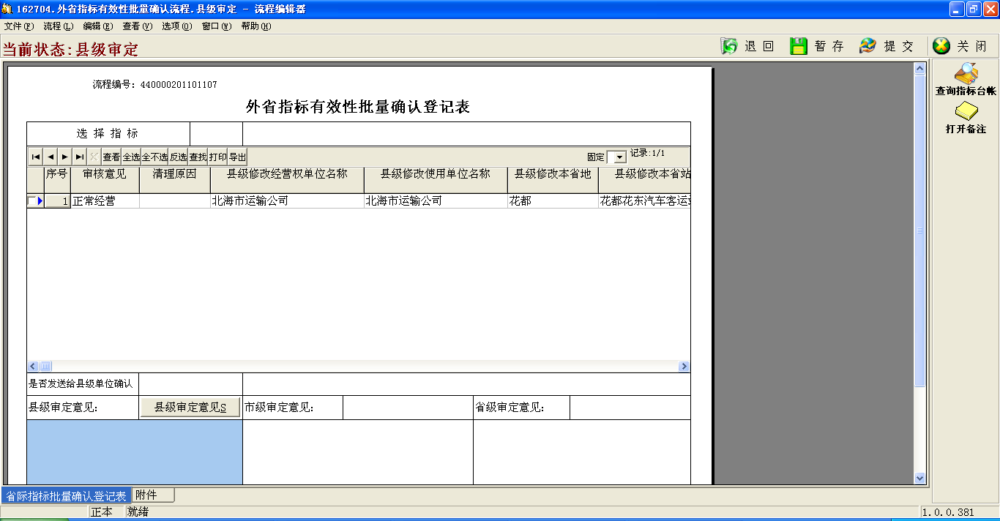 162704.外省指标有效性批量确认流程.县级审定 - 流程编辑器
文件(F) 流程(L) 编辑(E) 查看(V) 选项(O) 窗口(W) 帮助(H)
当前状态:县级审定
退 回 暂 存 提 交 关 闭
查询指标台帐
打开备注
流程编号: 440000201101107
外省指标有效性批量确认登记表
选 择 指 标
查看 全选 全不选 反选 查找 打印 导出 固定 记录:1/1
序号 审核意见 清理原因 县级修改经营权单位名称 县级修改使用单位名称 县级修改本省地 县级修改本省站
1 正常经营 北海市运输公司 北海市运输公司 花都 花都花东汽车客运
是否发送给县级单位确认
县级审定意见: 县级审定意见S 市级审定意见: 省级审定意见:
省际指标批量确认登记表 附件
正本 就绪 1.0.0.381